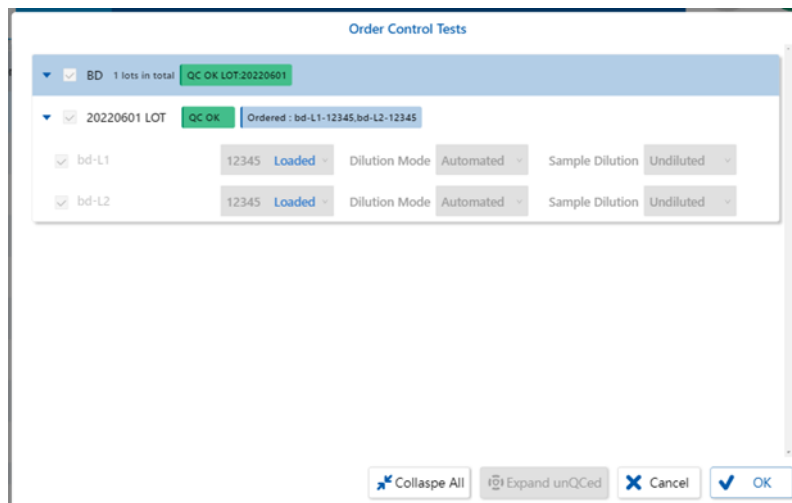 Order Control Tests
BD 1 lots in total QC OK LOT:20220601
20220601 LOT QC OK Ordered : bd-L1-12345,bd-L2-12345
bd-L1 12345 Loaded Dilution Mode Automated Sample Dilution Undiluted
bd-L2 12345 Loaded Dilution Mode Automated Sample Dilution Undiluted
Collaspe All Expand unQCed Cancel OK